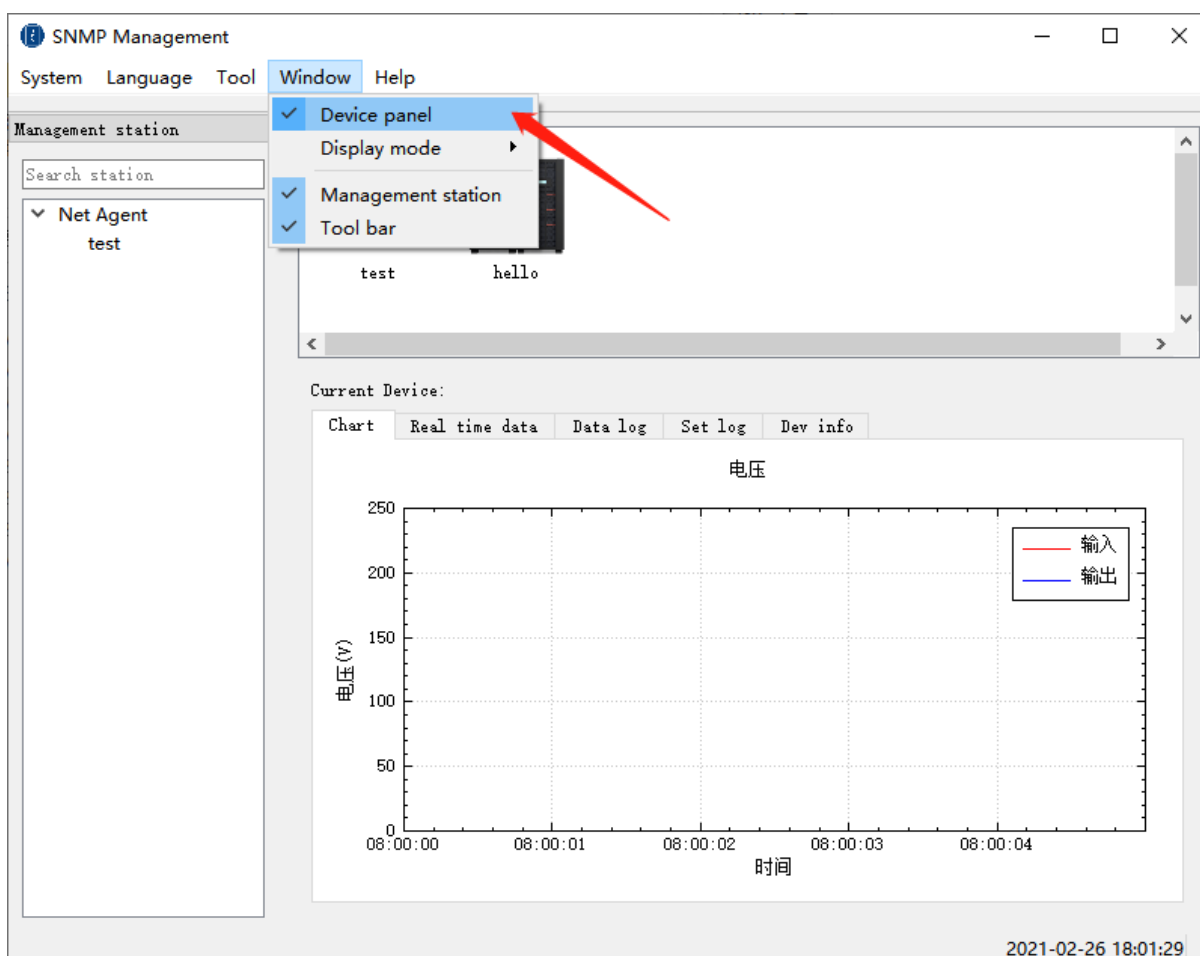 SNMP Management
System Language Tool Window Help
Device panel
Display mode
Management station
Tool bar
Management station
Search station
Net Agent
test
test hello
Current Device:
Chart Real time data Data log Set log Dev info
电压
250
200
150
100
50
0
电压(V)
输入
输出
08:00:00 08:00:01 08:00:02 08:00:03 08:00:04
时间
2021-02-26 18:01:29